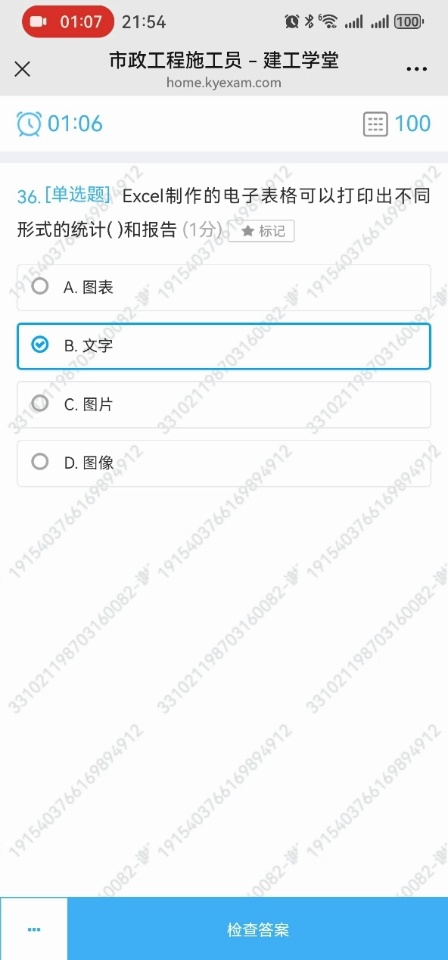 01:07 21:54 100
市政工程施工员 – 建工学堂
home.kyexam.com
01:06 100
36.[单选题] Excel制作的电子表格可以打印出不同
形式的统计( )和报告 (1分) ★ 标记
A. 图表
B. 文字
C. 图片
D. 图像
1915403766169894912
331021198703160082-谢
检查答案